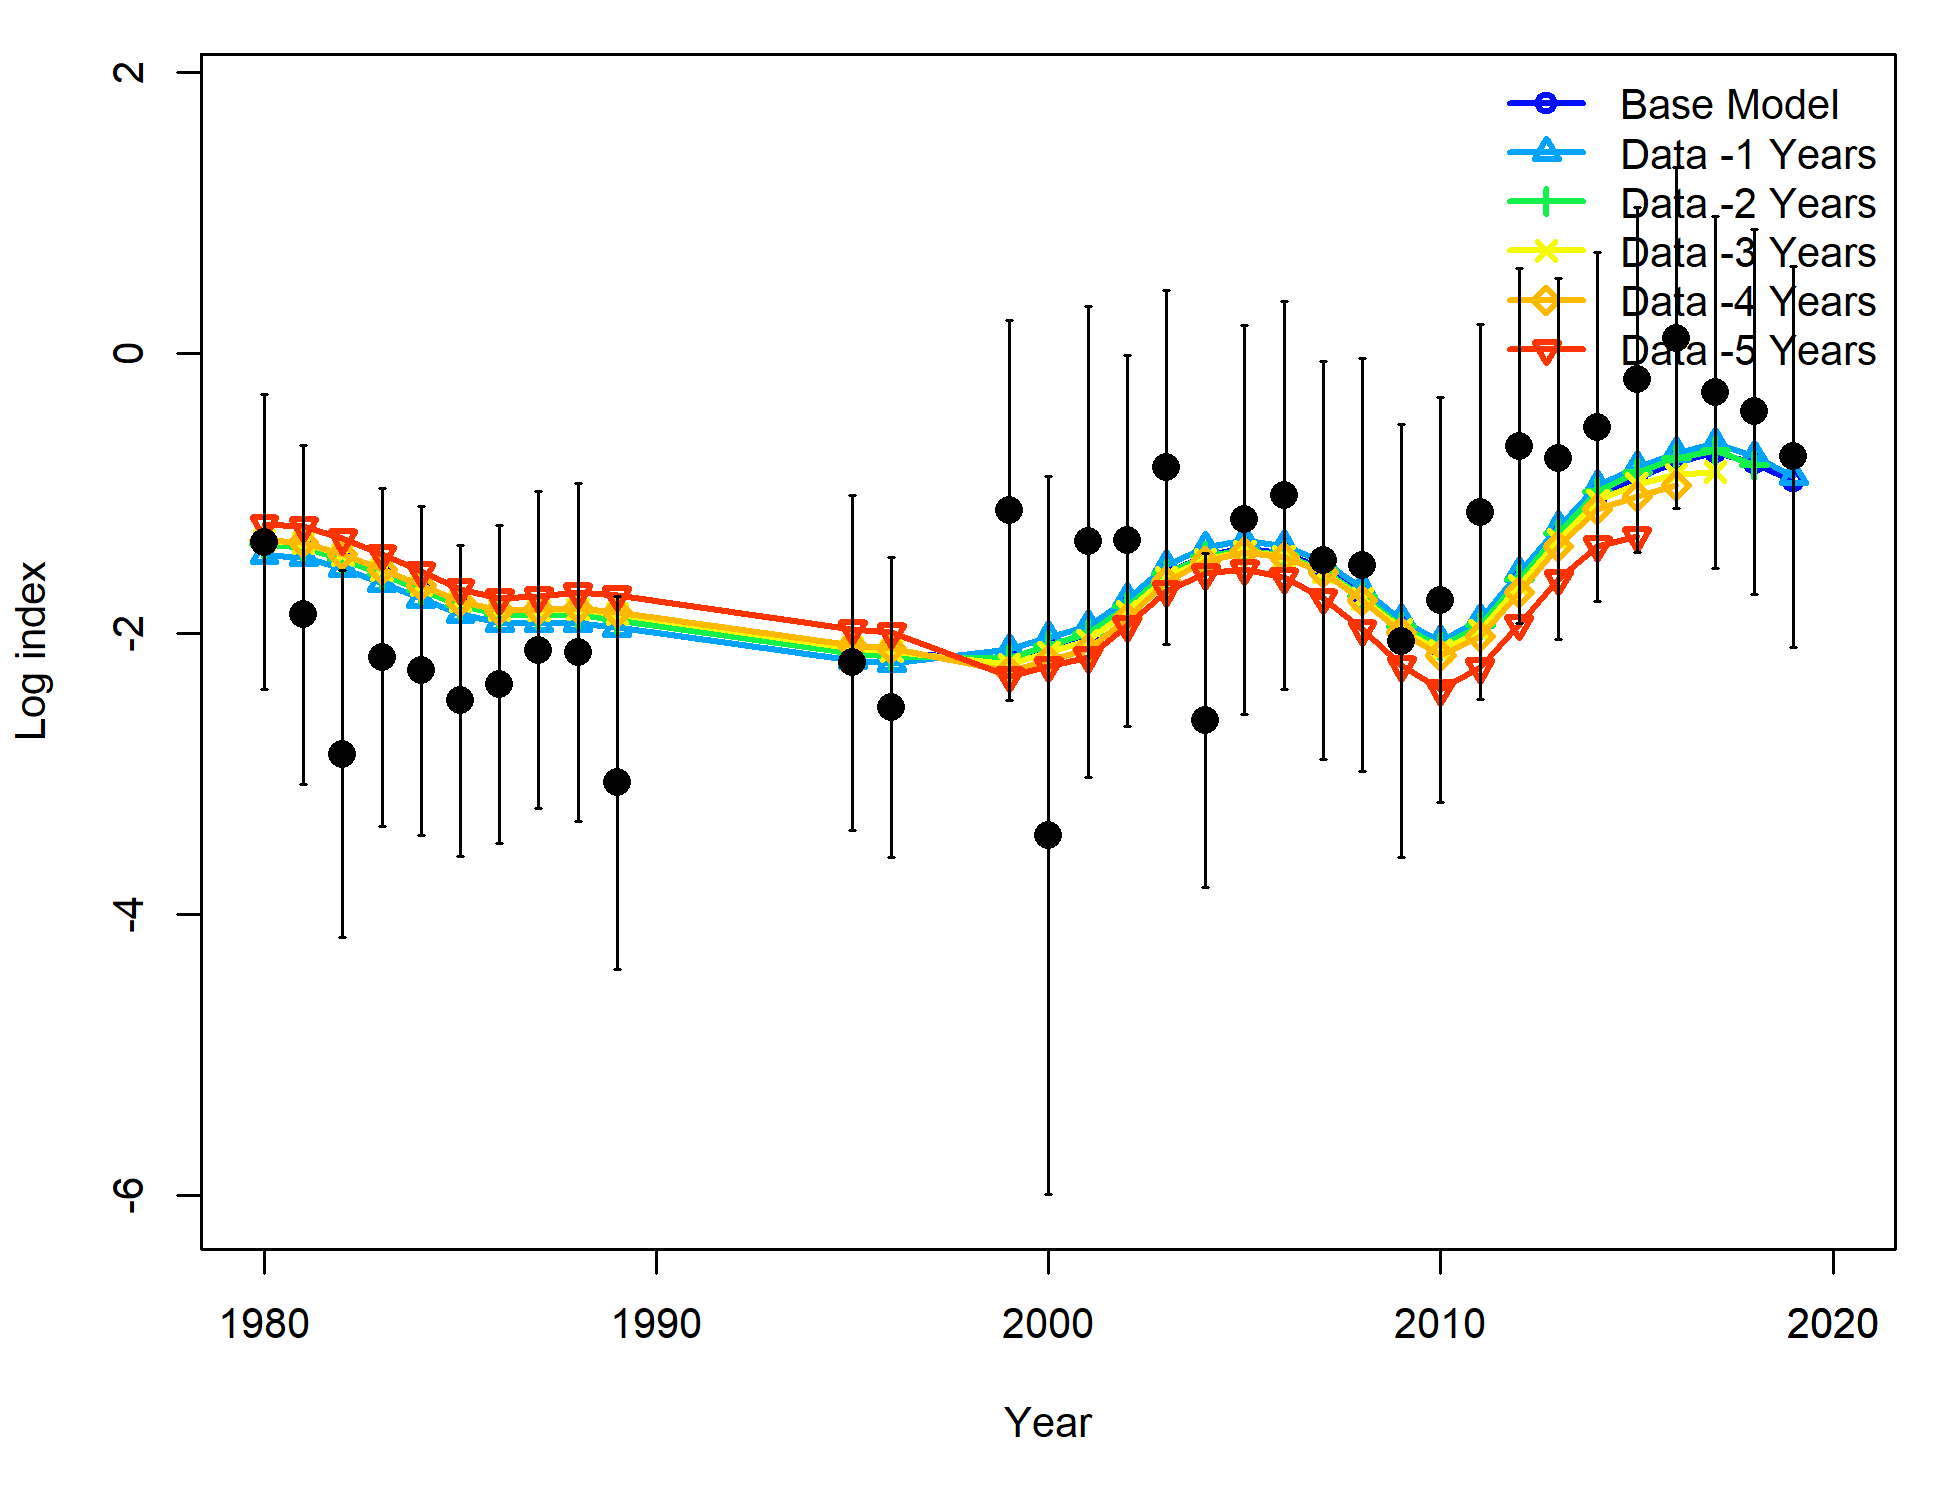 2
0
-2
-4
-6
Log index
Base Model
Data -1 Years
Data -2 Years
Data -3 Years
Data -4 Years
Data -5 Years
1980 1990 2000 2010 2020
Year